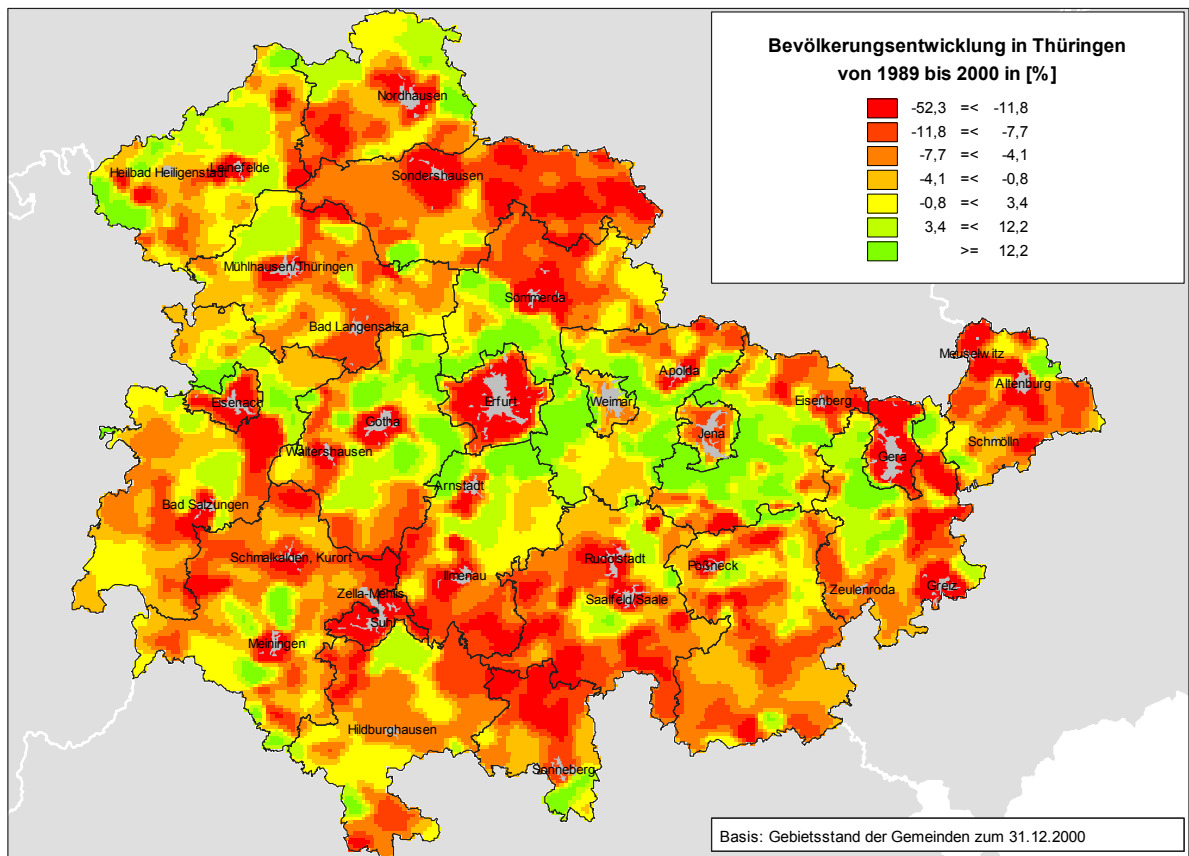 Bevölkerungsentwicklung in Thüringen
von 1989 bis 2000 in [%]
-52,3 =< -11,8
-11,8 =< -7,7
-7,7 =< -4,1
-4,1 =< -0,8
-0,8 =< 3,4
3,4 =< 12,2
>= 12,2
Nordhausen
Heilbad Heiligenstadt
Leinefelde
Sondershausen
Mühlhausen/Thüringen
Sömmerda
Bad Langensalza
Meuselwitz
Altenburg
Apolda
Eisenach
Erfurt
Weimar
Eisenberg
Gotha
Jena
Schmölln
Waltershausen
Gera
Arnstadt
Bad Salzungen
Schmalkalden, Kurort
Rudolstadt
Pößneck
Ilmenau
Zeulenroda
Greiz
Zella-Mehlis
Saalfeld/Saale
Suhl
Meiningen
Hildburghausen
Sonneberg
Basis: Gebietsstand der Gemeinden zum 31.12.2000